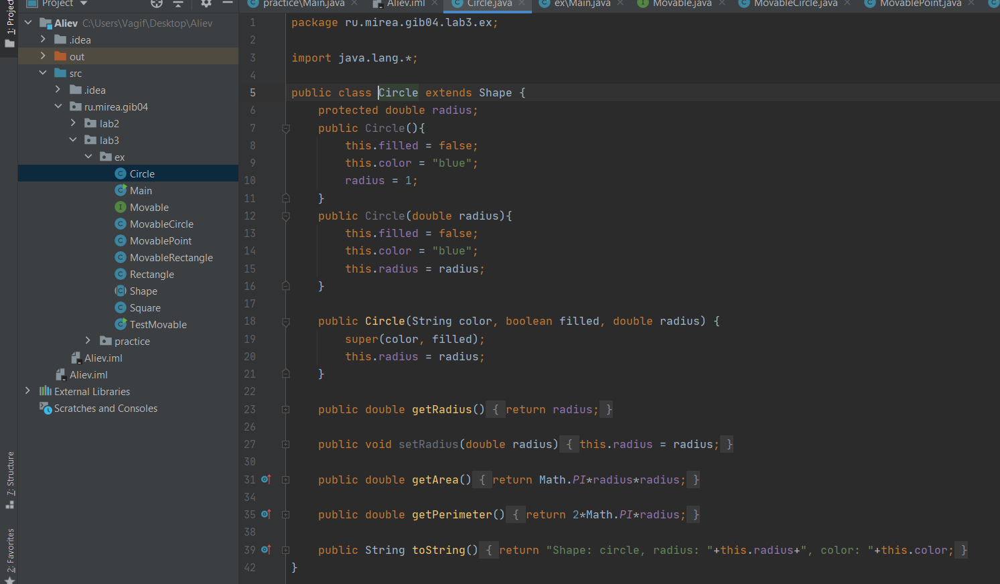 Project
practice\Main.java
Aliev.iml
Circle.java
ex\Main.java
Movable.java
MovableCircle.java
MovablePoint.java
1: Project
Aliev C:\Users\Vagif\Desktop\Aliev
.idea
out
src
.idea
ru.mirea.gib04
lab2
lab3
ex
Circle
Main
Movable
MovableCircle
MovablePoint
MovableRectangle
Rectangle
Shape
Square
TestMovable
practice
Aliev.iml
Aliev.iml
External Libraries
Scratches and Consoles
7: Structure
2: Favorites
1 package ru.mirea.gib04.lab3.ex;
2
3 import java.lang.*;
4
5 public class Circle extends Shape {
6 protected double radius;
7 public Circle(){
8 this.filled = false;
9 this.color = "blue";
10 radius = 1;
11 }
12 public Circle(double radius){
13 this.filled = false;
14 this.color = "blue";
15 this.radius = radius;
16 }
17
18 public Circle(String color, boolean filled, double radius) {
19 super(color, filled);
20 this.radius = radius;
21 }
22
23 public double getRadius() { return radius; }
26
27 public void setRadius(double radius) { this.radius = radius; }
30
31 public double getArea() { return Math.PI*radius*radius; }
34
35 public double getPerimeter() { return 2*Math.PI*radius; }
38
39 public String toString() { return "Shape: circle, radius: "+this.radius+", color: "+this.color; }
42 }